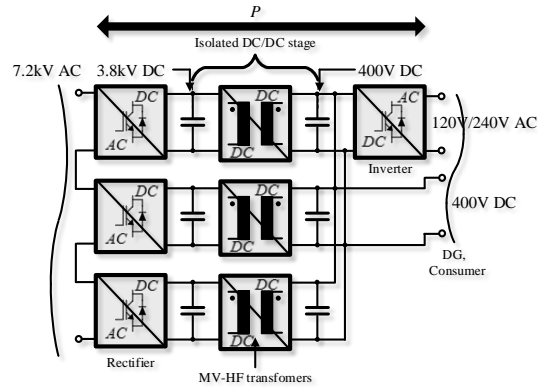 P
Isolated DC/DC stage
7.2kV AC
3.8kV DC
400V DC
DC
AC
DC
DC
AC
DC
120V/240V AC
Inverter
DC
AC
DC
DC
400V DC
DG,
Consumer
DC
AC
DC
DC
Rectifier
MV-HF transfomers